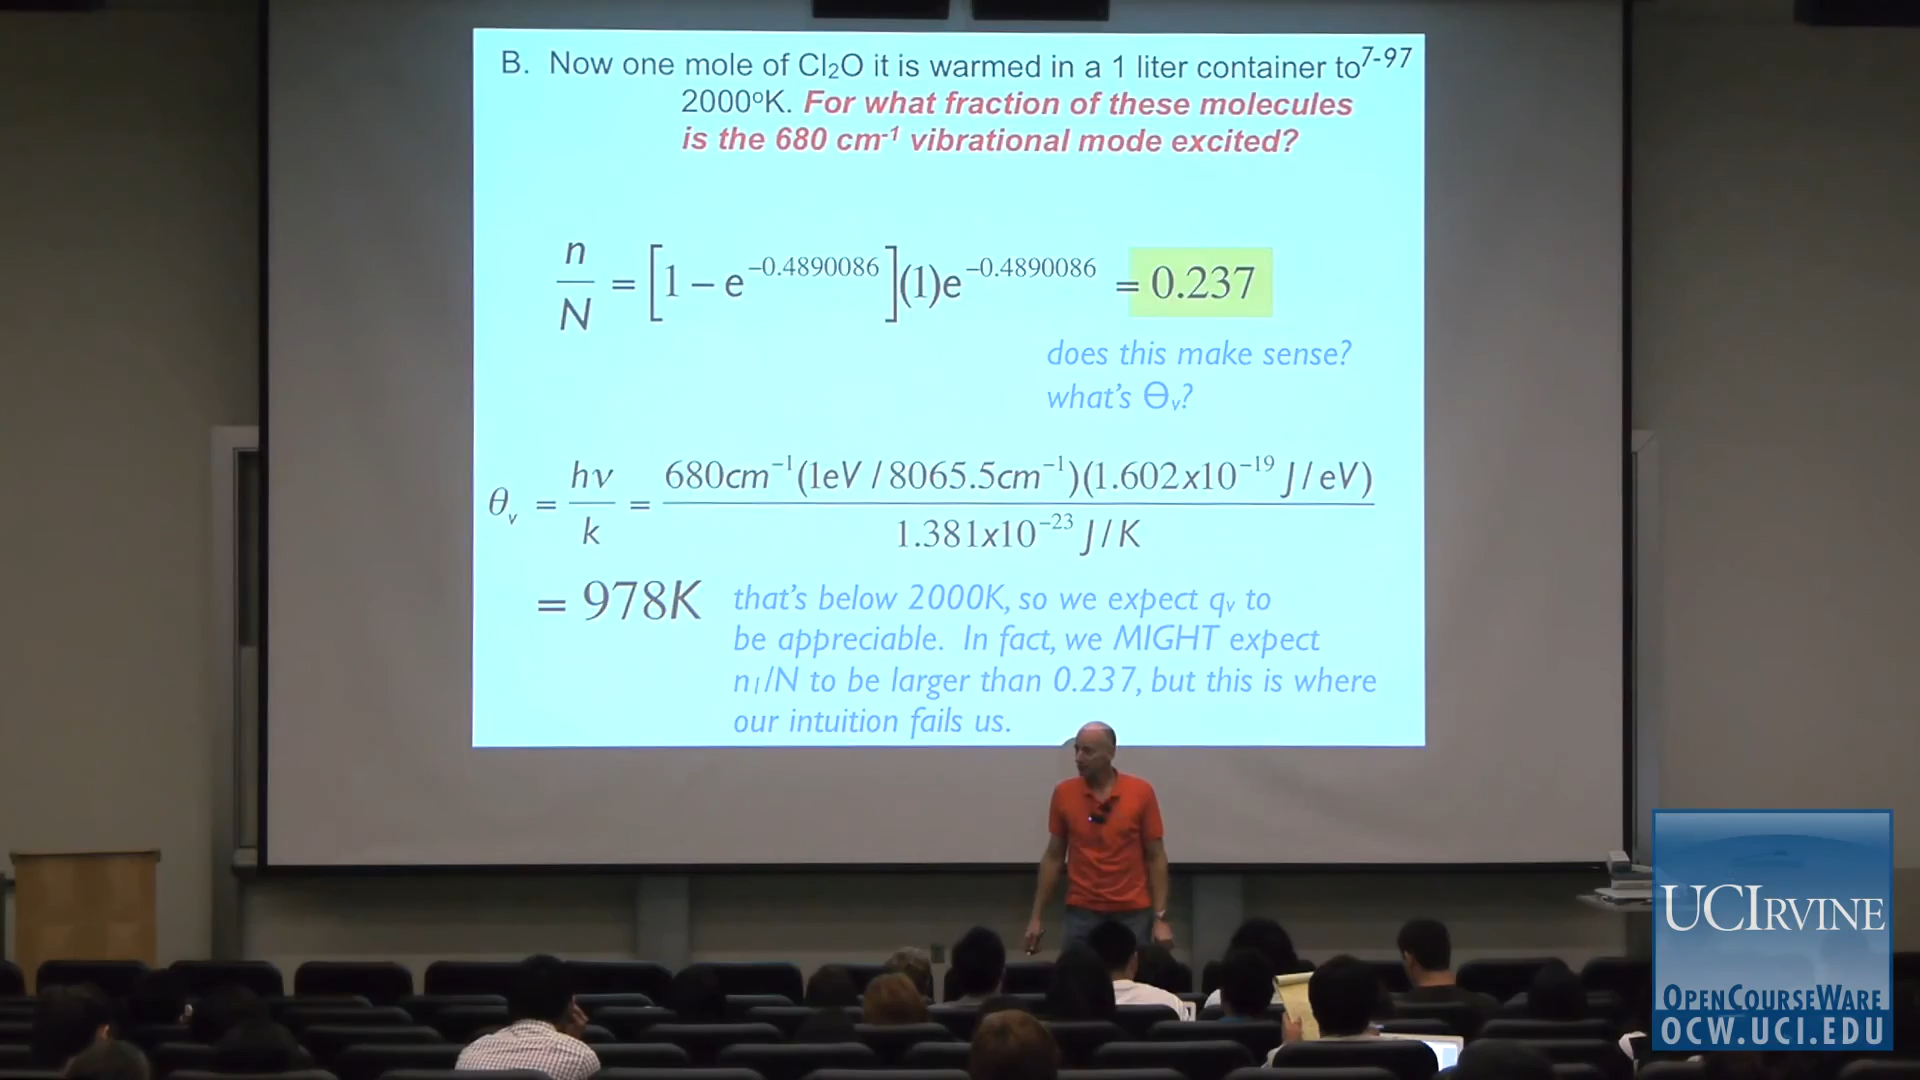 7-97
B. Now one mole of Cl₂O it is warmed in a 1 liter container to
2000ºK. For what fraction of these molecules
is the 680 cm⁻¹ vibrational mode excited?
n/N = [1 – e^–0.4890086](1)e^–0.4890086 = 0.237
does this make sense?
what's Θᵥ?
θᵥ = hν/k = 680cm⁻¹(1eV / 8065.5cm⁻¹)(1.602x10⁻¹⁹ J / eV) / 1.381x10⁻²³ J / K
= 978K
that's below 2000K, so we expect qᵥ to
be appreciable. In fact, we MIGHT expect
n₁/N to be larger than 0.237, but this is where
our intuition fails us.
UCIRVINE
OPENCOURSEWARE
OCW.UCI.EDU